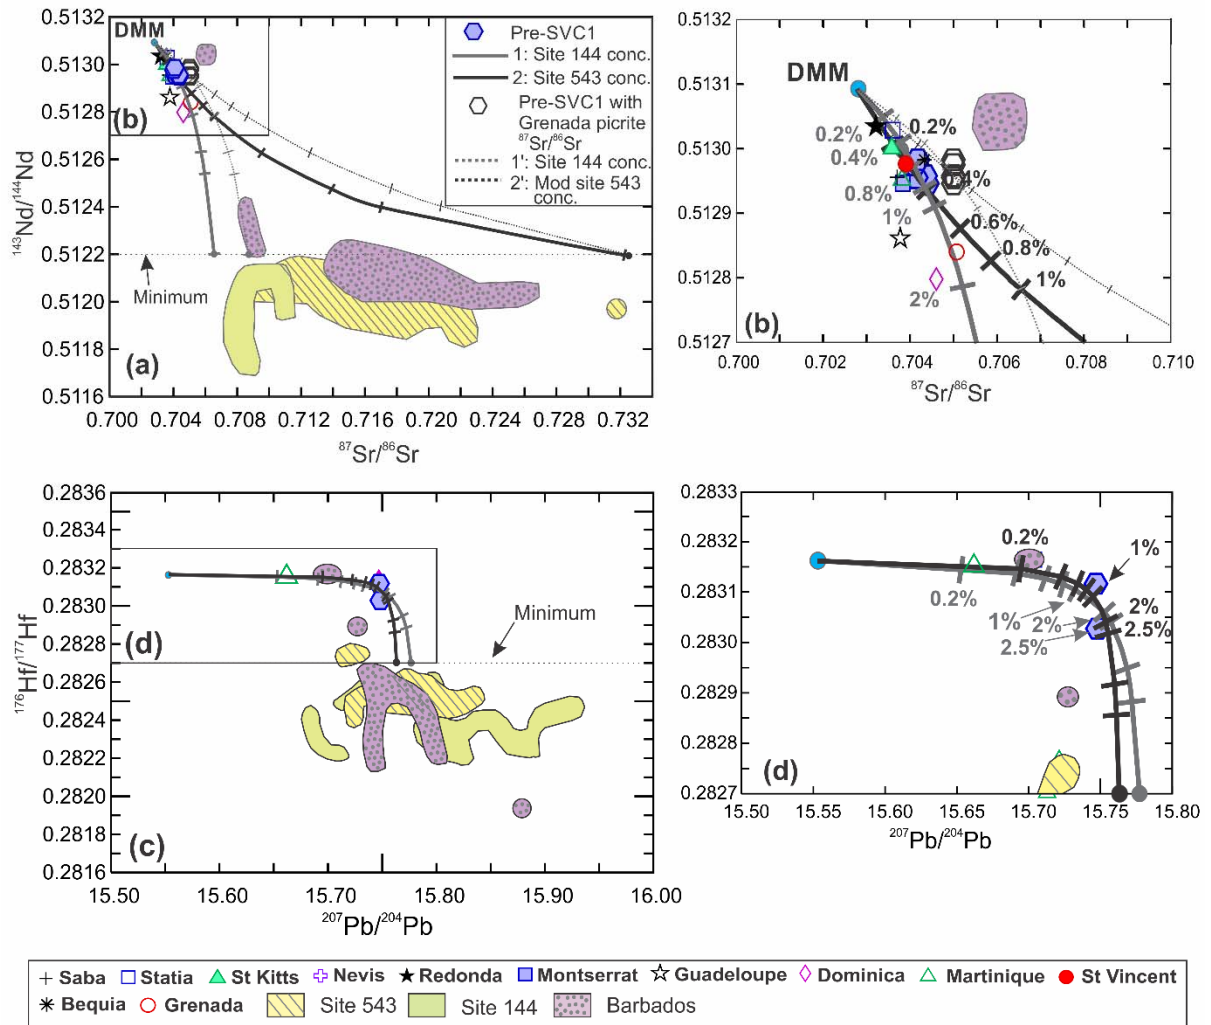 0.5132
0.5130
0.5128
0.5126
0.5124
0.5122
0.5120
0.5118
0.5116
¹⁴³Nd/¹⁴⁴Nd
DMM
(b)
Minimum
(a)
Pre-SVC1
1: Site 144 conc.
2: Site 543 conc.
Pre-SVC1 with
Grenada picrite
⁸⁷Sr/⁸⁶Sr
1': Site 144 conc.
2': Mod site 543
conc.
0.700 0.704 0.708 0.712 0.716 0.720 0.724 0.728 0.732
⁸⁷Sr/⁸⁶Sr
0.5132
0.5131
0.5130
0.5129
0.5128
0.5127
DMM
0.2%
0.2%
0.4%
0.4%
0.8%
0.6%
1%
0.8%
1%
2%
(b)
0.700 0.702 0.704 0.706 0.708 0.710
⁸⁷Sr/⁸⁶Sr
0.2836
0.2834
0.2832
0.2830
0.2828
0.2826
0.2824
0.2822
0.2820
0.2818
0.2816
¹⁷⁶Hf/¹⁷⁷Hf
(d)
Minimum
(c)
15.50 15.60 15.70 15.80 15.90 16.00
²⁰⁷Pb/²⁰⁴Pb
0.2833
0.2832
0.2831
0.2830
0.2829
0.2828
0.2827
0.2%
1%
0.2%
1%
2%
2%
2.5%
2.5%
(d)
15.50 15.55 15.60 15.65 15.70 15.75 15.80
²⁰⁷Pb/²⁰⁴Pb
Saba Statia St Kitts Nevis Redonda Montserrat Guadeloupe Dominica Martinique St Vincent
Bequia Grenada Site 543 Site 144 Barbados